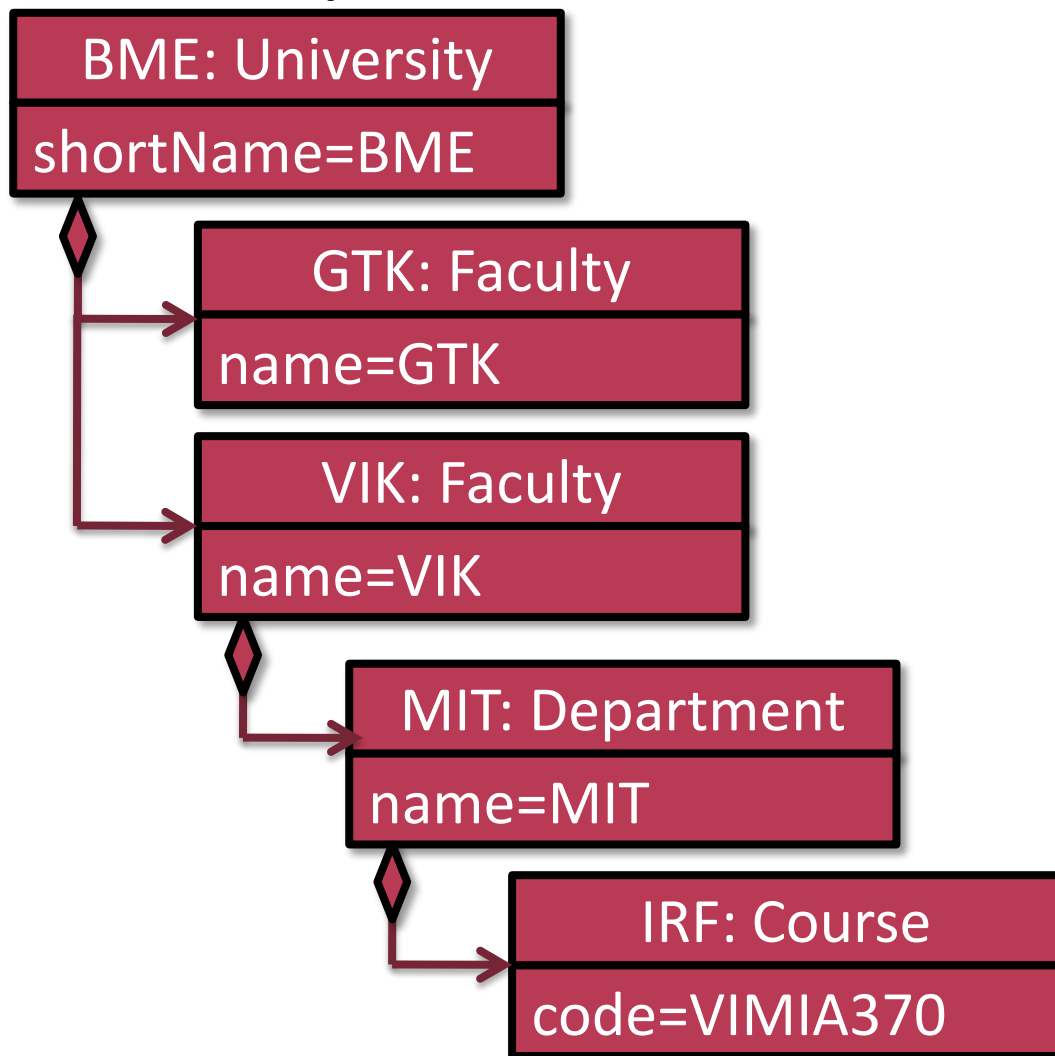 BME: University
shortName=BME
GTK: Faculty
name=GTK
VIK: Faculty
name=VIK
MIT: Department
name=MIT
IRF: Course
code=VIMIA370